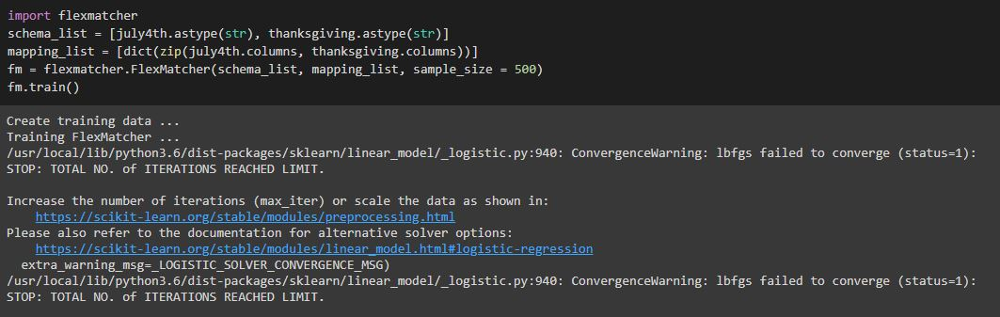 import flexmatcher
schema_list = [july4th.astype(str), thanksgiving.astype(str)]
mapping_list = [dict(zip(july4th.columns, thanksgiving.columns))]
fm = flexmatcher.FlexMatcher(schema_list, mapping_list, sample_size = 500)
fm.train()
Create training data ...
Training FlexMatcher ...
/usr/local/lib/python3.6/dist-packages/sklearn/linear_model/_logistic.py:940: ConvergenceWarning: lbfgs failed to converge (status=1):
STOP: TOTAL NO. of ITERATIONS REACHED LIMIT.
Increase the number of iterations (max_iter) or scale the data as shown in:
https://scikit-learn.org/stable/modules/preprocessing.html
Please also refer to the documentation for alternative solver options:
https://scikit-learn.org/stable/modules/linear_model.html#logistic-regression
extra_warning_msg=_LOGISTIC_SOLVER_CONVERGENCE_MSG)
/usr/local/lib/python3.6/dist-packages/sklearn/linear_model/_logistic.py:940: ConvergenceWarning: lbfgs failed to converge (status=1):
STOP: TOTAL NO. of ITERATIONS REACHED LIMIT.